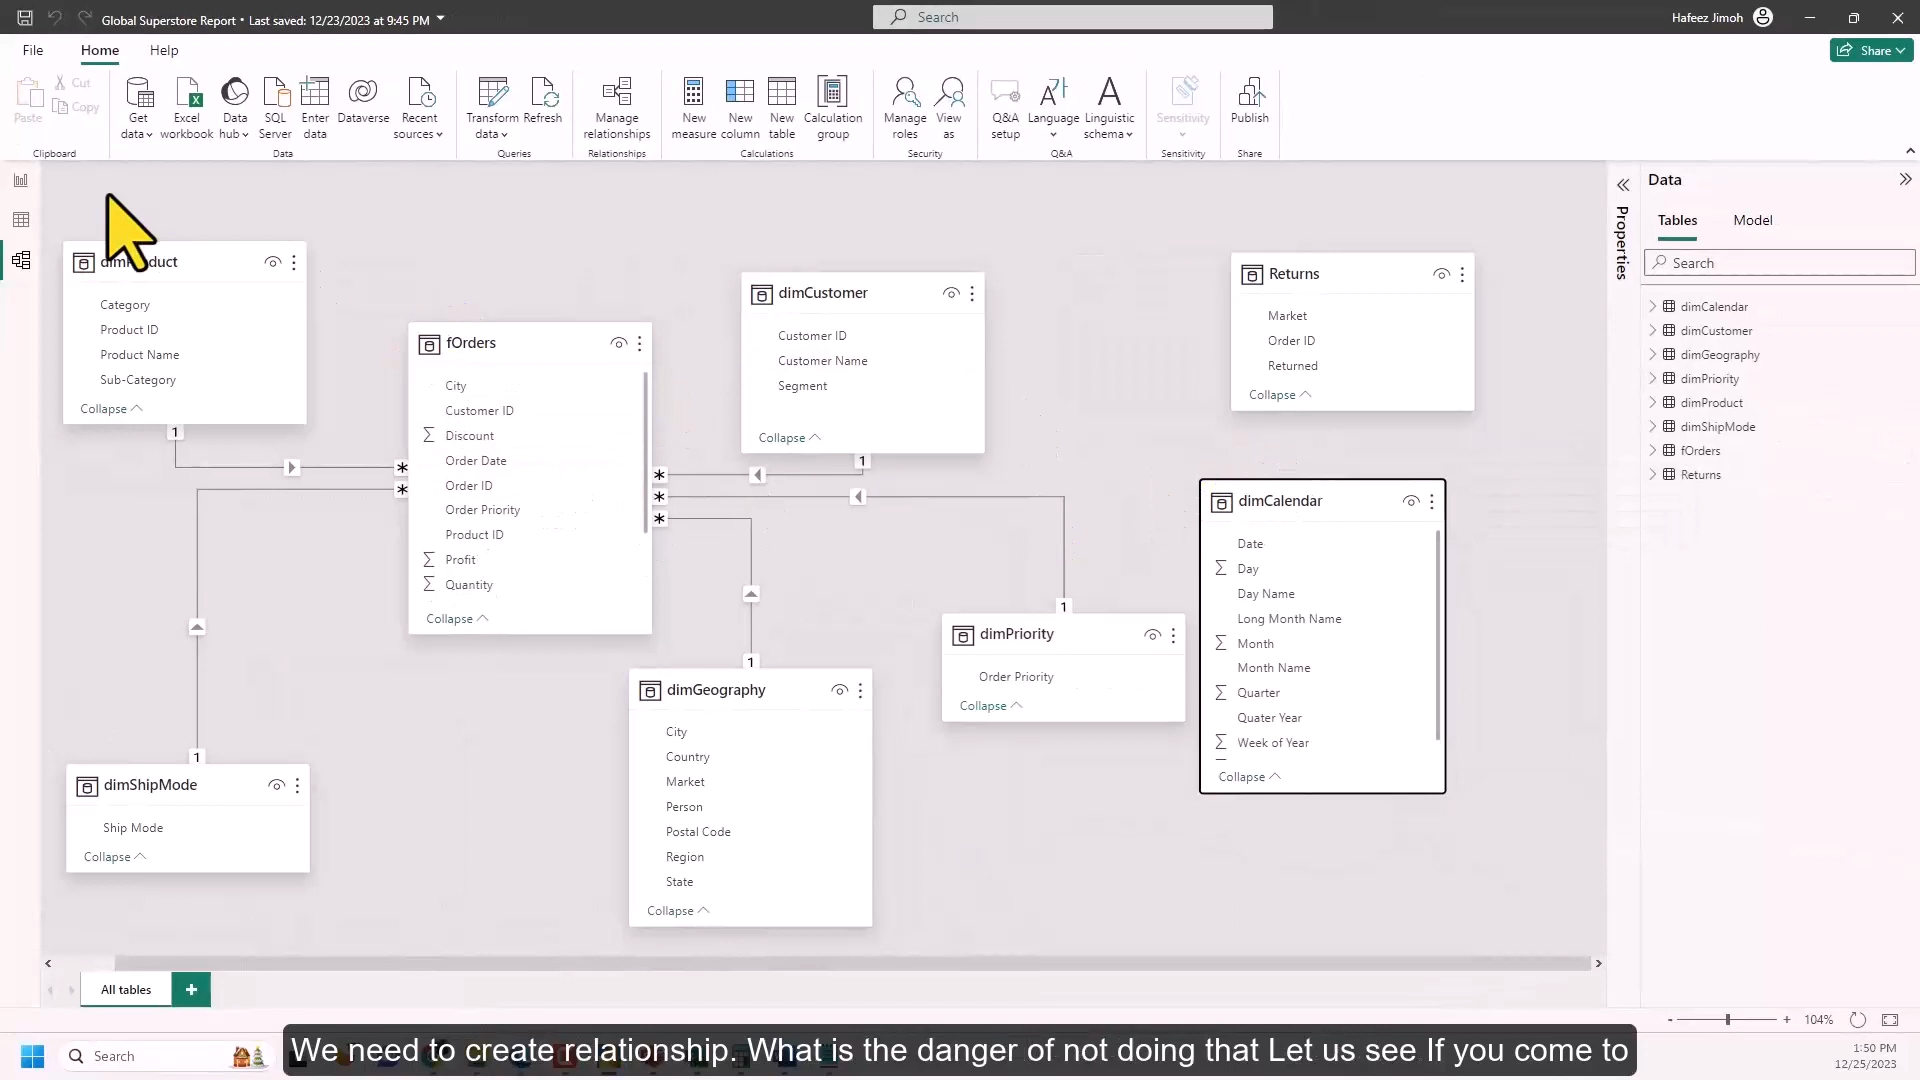 Global Superstore Report • Last saved: 12/23/2023 at 9:45 PM
Search
Hafeez Jimoh
File
Home
Help
Share
Paste
Cut
Copy
Clipboard
Get data
Excel workbook
Data hub
SQL Server
Enter data
Dataverse
Recent sources
Data
Transform data
Refresh
Queries
Manage relationships
Relationships
New measure
New column
New table
Calculation group
Calculations
Manage roles
View as
Security
Q&A setup
Language
Linguistic schema
Q&A
Sensitivity
Sensitivity
Publish
Share
dimProduct
Category
Product ID
Product Name
Sub-Category
Collapse
1
*
*
fOrders
City
Customer ID
Discount
Order Date
Order ID
Order Priority
Product ID
Profit
Quantity
Collapse
*
*
*
dimCustomer
Customer ID
Customer Name
Segment
Collapse
1
Returns
Market
Order ID
Returned
Collapse
dimCalendar
Date
Day
Day Name
Long Month Name
Month
Month Name
Quarter
Quater Year
Week of Year
Collapse
1
dimPriority
Order Priority
Collapse
1
dimGeography
City
Country
Market
Person
Postal Code
Region
State
Collapse
1
dimShipMode
Ship Mode
Collapse
Properties
Data
Tables
Model
Search
dimCalendar
dimCustomer
dimGeography
dimPriority
dimProduct
dimShipMode
fOrders
Returns
All tables
+
- + 104%
Search
We need to create relationship. What is the danger of not doing that Let us see If you come to
1:50 PM
12/25/2023